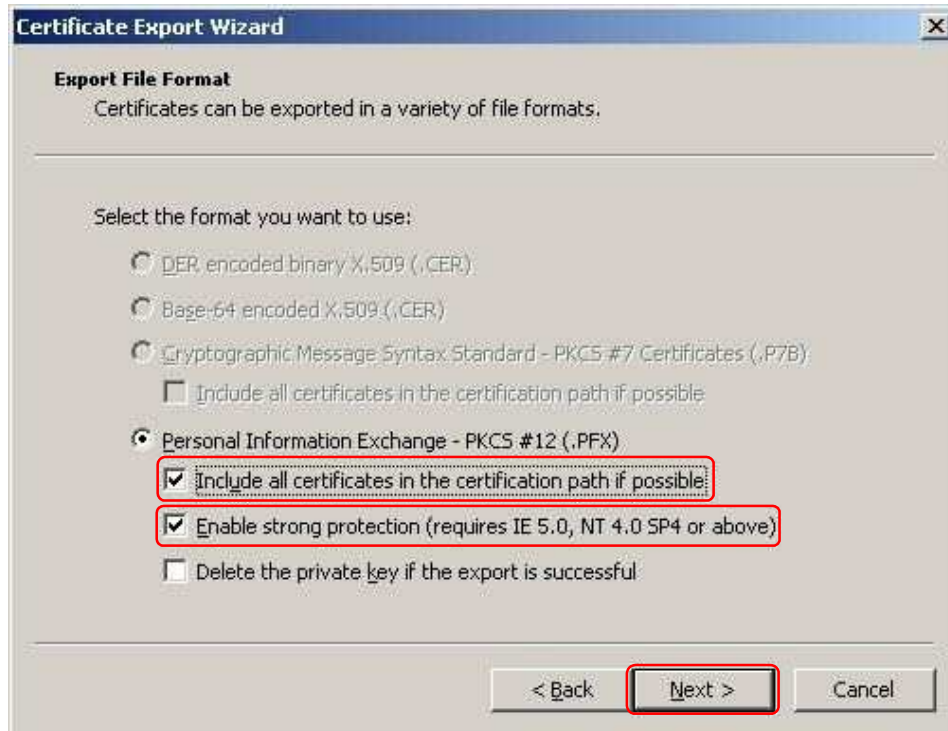 Certificate Export Wizard
Export File Format
Certificates can be exported in a variety of file formats.
Select the format you want to use:
DER encoded binary X.509 (.CER)
Base-64 encoded X.509 (.CER)
Cryptographic Message Syntax Standard - PKCS #7 Certificates (.P7B)
Include all certificates in the certification path if possible
Personal Information Exchange - PKCS #12 (.PFX)
Include all certificates in the certification path if possible
Enable strong protection (requires IE 5.0, NT 4.0 SP4 or above)
Delete the private key if the export is successful
< Back Next > Cancel